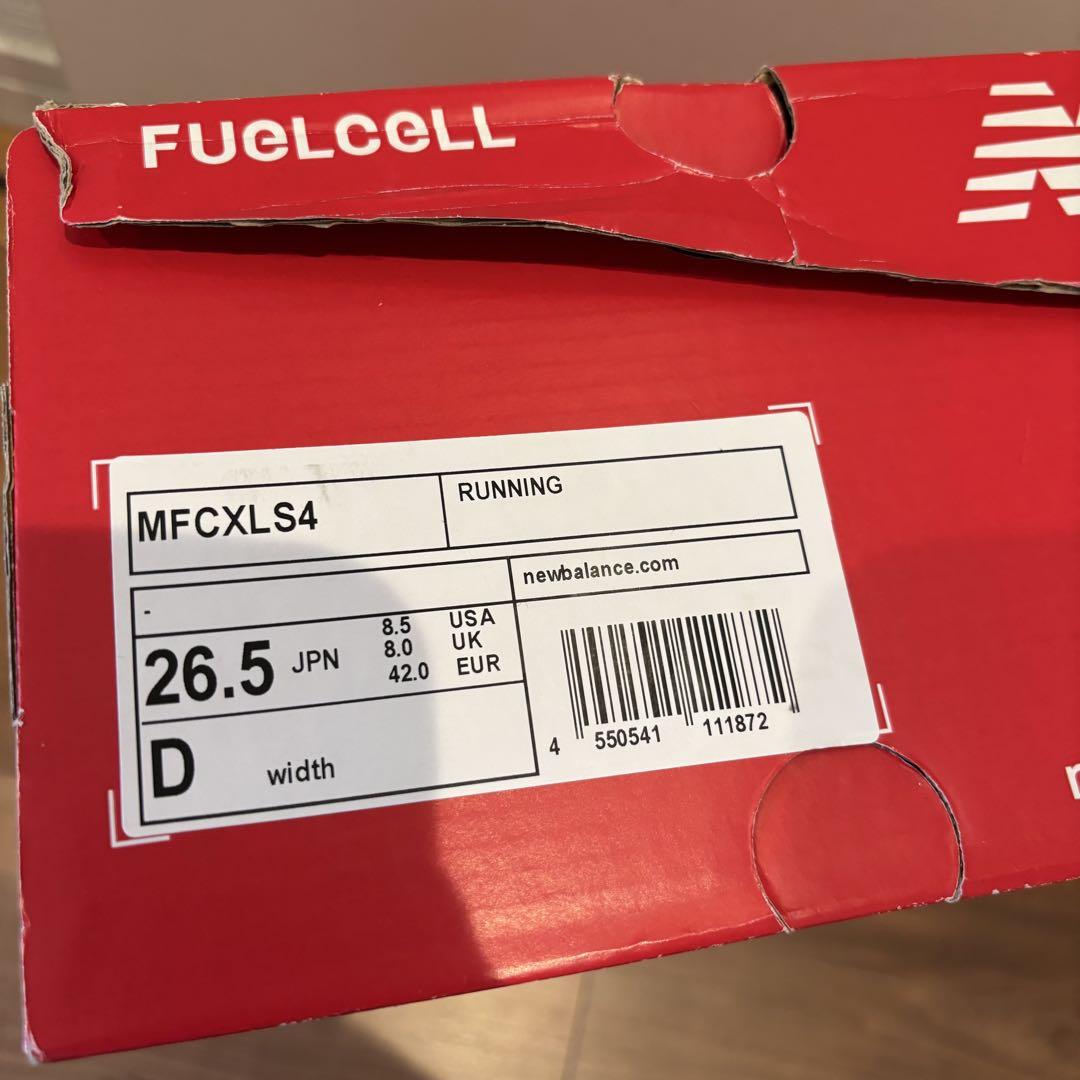 FUELCELL
N
MFCXLS4
RUNNING
newbalance.com
-
26.5 JPN
8.5 USA
8.0 UK
42.0 EUR
D width
4 550541 111872